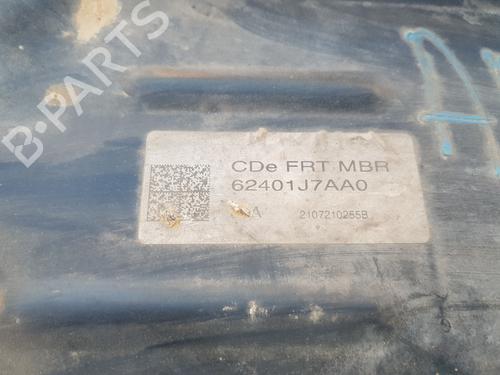 B-PARTS
CDe FRT MBR
62401J7AA0
A 2107210255B